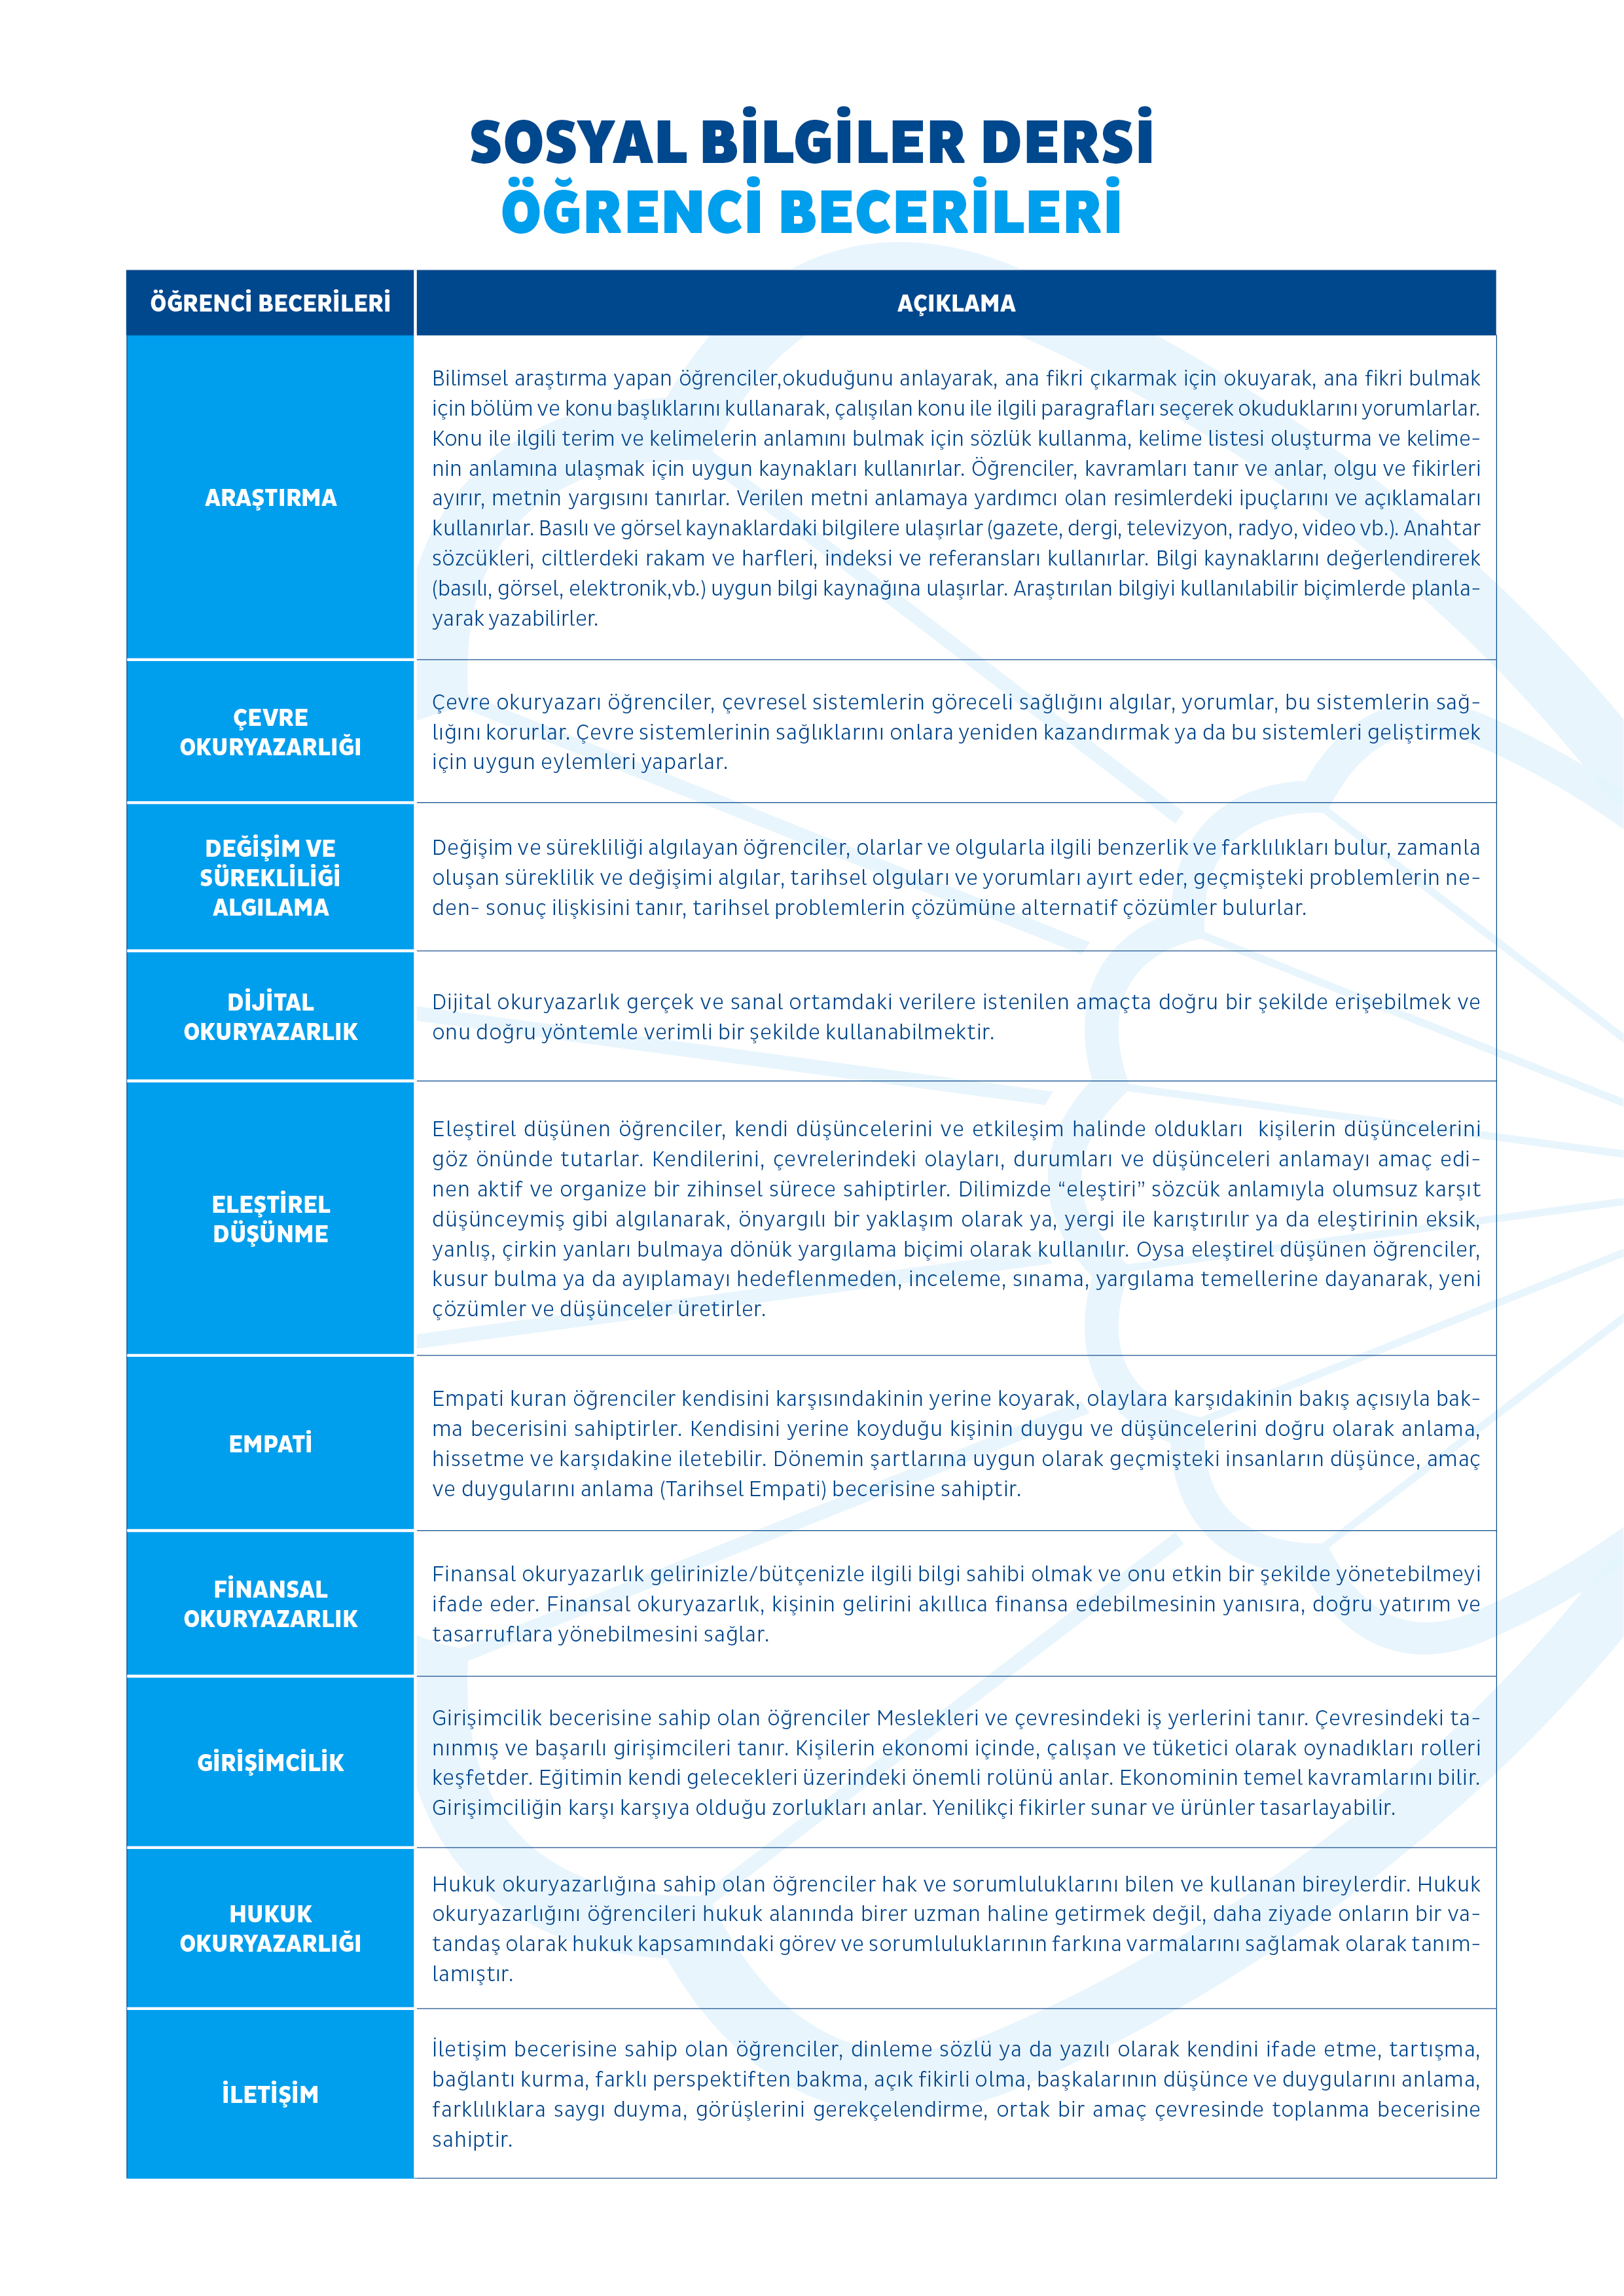 SOSYAL BİLGİLER DERSİ
ÖĞRENCİ BECERİLERİ
ÖĞRENCİ BECERİLERİ
AÇIKLAMA
ARAŞTIRMA
Bilimsel araştırma yapan öğrenciler,okuduğunu anlayarak, ana fikri çıkarmak için okuyarak, ana fikri bulmak
için bölüm ve konu başlıklarını kullanarak, çalışılan konu ile ilgili paragrafları seçerek okuduklarını yorumlarlar.
Konu ile ilgili terim ve kelimelerin anlamını bulmak için sözlük kullanma, kelime listesi oluşturma ve kelime-
nin anlamına ulaşmak için uygun kaynakları kullanırlar. Öğrenciler, kavramları tanır ve anlar, olgu ve fikirleri
ayırır, metnin yargısını tanırlar. Verilen metni anlamaya yardımcı olan resimlerdeki ipuçlarını ve açıklamaları
kullanırlar. Basılı ve görsel kaynaklardaki bilgilere ulaşırlar (gazete, dergi, televizyon, radyo, video vb.). Anahtar
sözcükleri, ciltlerdeki rakam ve harfleri, indeksi ve referansları kullanırlar. Bilgi kaynaklarını değerlendirerek
(basılı, görsel, elektronik,vb.) uygun bilgi kaynağına ulaşırlar. Araştırılan bilgiyi kullanılabilir biçimlerde planla-
yarak yazabilirler.
ÇEVRE
OKURYAZARLIĞI
Çevre okuryazarı öğrenciler, çevresel sistemlerin göreceli sağlığını algılar, yorumlar, bu sistemlerin sağ-
lığını korurlar. Çevre sistemlerinin sağlıklarını onlara yeniden kazandırmak ya da bu sistemleri geliştirmek
için uygun eylemleri yaparlar.
DEĞİŞİM VE
SÜREKLİLİĞİ
ALGILAMA
Değişim ve sürekliliği algılayan öğrenciler, olarlar ve olgularla ilgili benzerlik ve farklılıkları bulur, zamanla
oluşan süreklilik ve değişimi algılar, tarihsel olguları ve yorumları ayırt eder, geçmişteki problemlerin ne-
den- sonuç ilişkisini tanır, tarihsel problemlerin çözümüne alternatif çözümler bulurlar.
DİJİTAL
OKURYAZARLIK
Dijital okuryazarlık gerçek ve sanal ortamdaki verilere istenilen amaçta doğru bir şekilde erişebilmek ve
onu doğru yöntemle verimli bir şekilde kullanabilmektir.
ELEŞTİREL
DÜŞÜNME
Eleştirel düşünen öğrenciler, kendi düşüncelerini ve etkileşim halinde oldukları  kişilerin düşüncelerini
göz önünde tutarlar. Kendilerini, çevrelerindeki olayları, durumları ve düşünceleri anlamayı amaç edi-
nen aktif ve organize bir zihinsel sürece sahiptirler. Dilimizde “eleştiri” sözcük anlamıyla olumsuz karşıt
düşünceymiş gibi algılanarak, önyargılı bir yaklaşım olarak ya, yergi ile karıştırılır ya da eleştirinin eksik,
yanlış, çirkin yanları bulmaya dönük yargılama biçimi olarak kullanılır. Oysa eleştirel düşünen öğrenciler,
kusur bulma ya da ayıplamayı hedeflenmeden, inceleme, sınama, yargılama temellerine dayanarak, yeni
çözümler ve düşünceler üretirler.
EMPATİ
Empati kuran öğrenciler kendisini karşısındakinin yerine koyarak, olaylara karşıdakinin bakış açısıyla bak-
ma becerisini sahiptirler. Kendisini yerine koyduğu kişinin duygu ve düşüncelerini doğru olarak anlama,
hissetme ve karşıdakine iletebilir. Dönemin şartlarına uygun olarak geçmişteki insanların düşünce, amaç
ve duygularını anlama (Tarihsel Empati) becerisine sahiptir.
FİNANSAL
OKURYAZARLIK
Finansal okuryazarlık gelirinizle/bütçenizle ilgili bilgi sahibi olmak ve onu etkin bir şekilde yönetebilmeyi
ifade eder. Finansal okuryazarlık, kişinin gelirini akıllıca finansa edebilmesinin yanısıra, doğru yatırım ve
tasarruflara yönebilmesini sağlar.
GİRİŞİMCİLİK
Girişimcilik becerisine sahip olan öğrenciler Meslekleri ve çevresindeki iş yerlerini tanır. Çevresindeki ta-
nınmış ve başarılı girişimcileri tanır. Kişilerin ekonomi içinde, çalışan ve tüketici olarak oynadıkları rolleri
keşfetder. Eğitimin kendi gelecekleri üzerindeki önemli rolünü anlar. Ekonominin temel kavramlarını bilir.
Girişimciliğin karşı karşıya olduğu zorlukları anlar. Yenilikçi fikirler sunar ve ürünler tasarlayabilir.
HUKUK
OKURYAZARLIĞI
Hukuk okuryazarlığına sahip olan öğrenciler hak ve sorumluluklarını bilen ve kullanan bireylerdir. Hukuk
okuryazarlığını öğrencileri hukuk alanında birer uzman haline getirmek değil, daha ziyade onların bir va-
tandaş olarak hukuk kapsamındaki görev ve sorumluluklarının farkına varmalarını sağlamak olarak tanım-
lamıştır.
İLETİŞİM
İletişim becerisine sahip olan öğrenciler, dinleme sözlü ya da yazılı olarak kendini ifade etme, tartışma,
bağlantı kurma, farklı perspektiften bakma, açık fikirli olma, başkalarının düşünce ve duygularını anlama,
farklılıklara saygı duyma, görüşlerini gerekçelendirme, ortak bir amaç çevresinde toplanma becerisine
sahiptir.